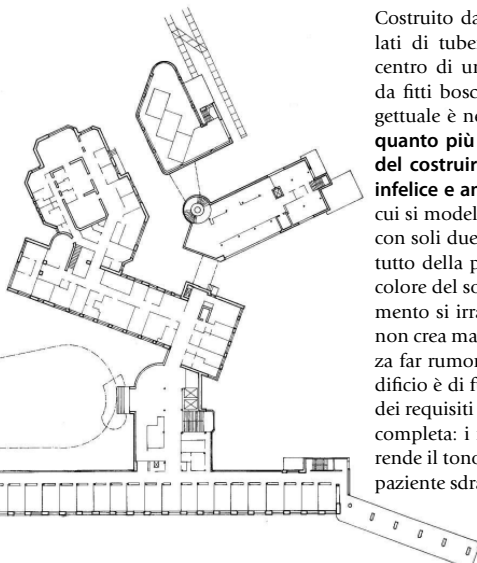 Costruito da
lati di tuber
centro di un
da fitti bosc
gettuale è ne
quanto più
del costruir
infelice e an
cui si model
con soli due
tutto della p
colore del so
mento si irra
non crea ma
za far rumor
dificio è di f
dei requisiti
completa: i
rende il tono
paziente sdra